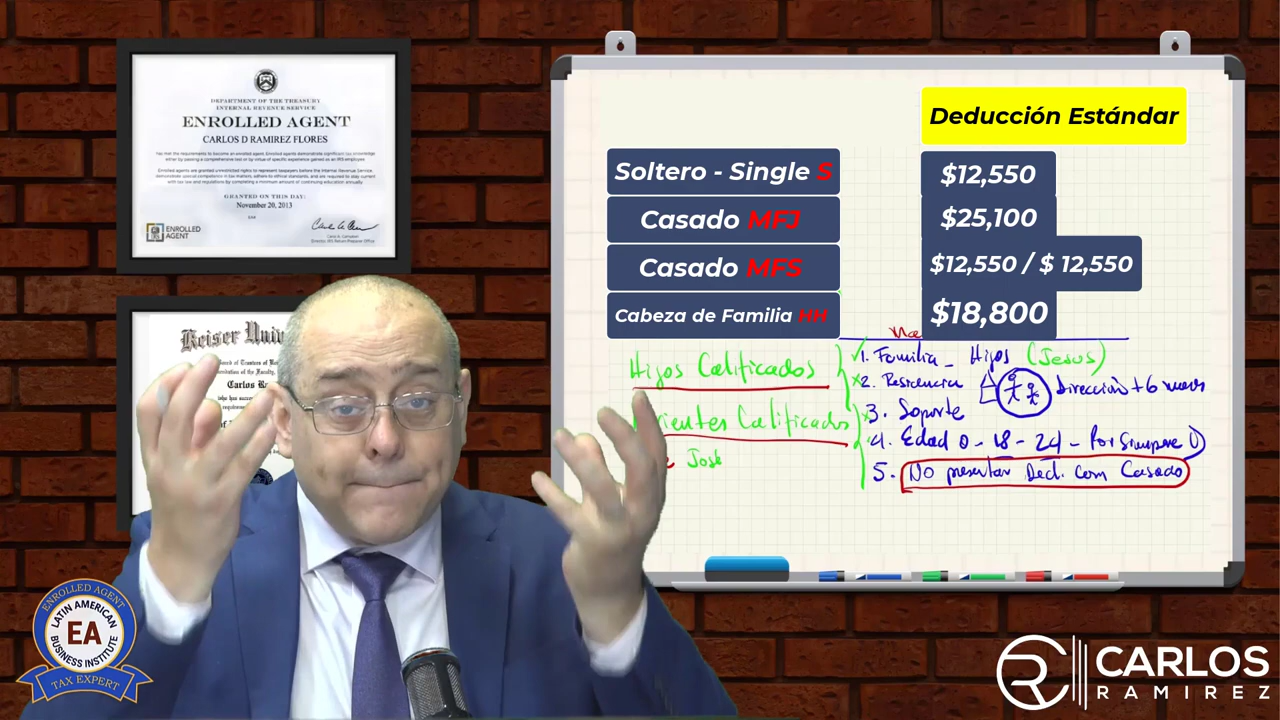 DEPARTMENT OF THE TREASURY
INTERNAL REVENUE SERVICE
ENROLLED AGENT
CARLOS D RAMIREZ FLORES
GRANTED ON THIS DAY:
November 20, 2013
ENROLLED
AGENT
Keiser
Carlos
Deducción Estándar
Soltero - Single S
$12,550
Casado MFJ
$25,100
Casado MFS
$12,550 / $ 12,550
Cabeza de Familia HH
$18,800
Hijos Calificados
Calificados
José
1. Familia - Hijos (Jesus)
2. Residencia
Dirección + 6 meses
3. Soporte
4. Edad 0 - 18 - 24 - Por Siempre
5. No presentar Decl. com Casado
ENROLLED AGENT
LATIN AMERICAN
EA
BUSINESS INSTITUTE
TAX EXPERT
CARLOS
RAMIREZ